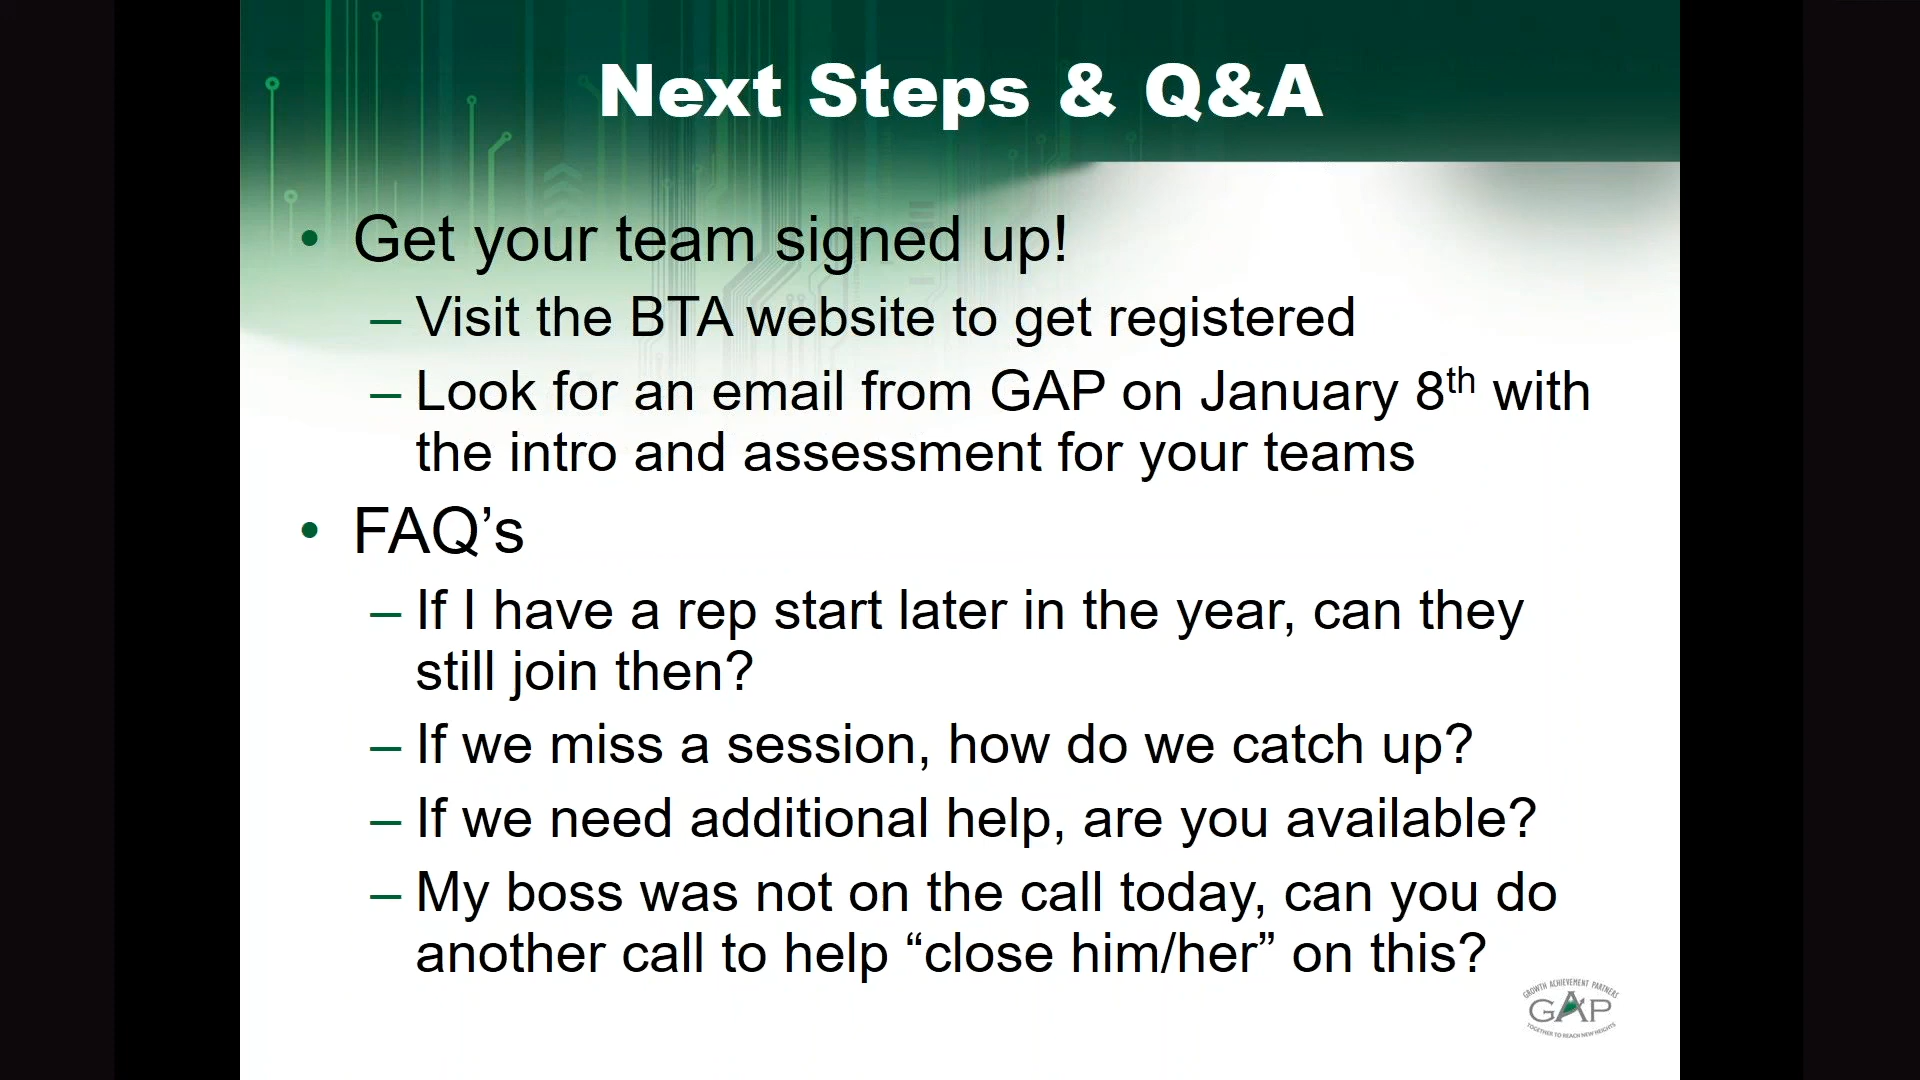 Next Steps & Q&A
• Get your team signed up!
– Visit the BTA website to get registered
– Look for an email from GAP on January 8th with
the intro and assessment for your teams
• FAQ’s
– If I have a rep start later in the year, can they
still join then?
– If we miss a session, how do we catch up?
– If we need additional help, are you available?
– My boss was not on the call today, can you do
another call to help “close him/her” on this?
GROWTH ACHIEVEMENT PARTNERS
GAP
TOGETHER TO REACH NEW HEIGHTS